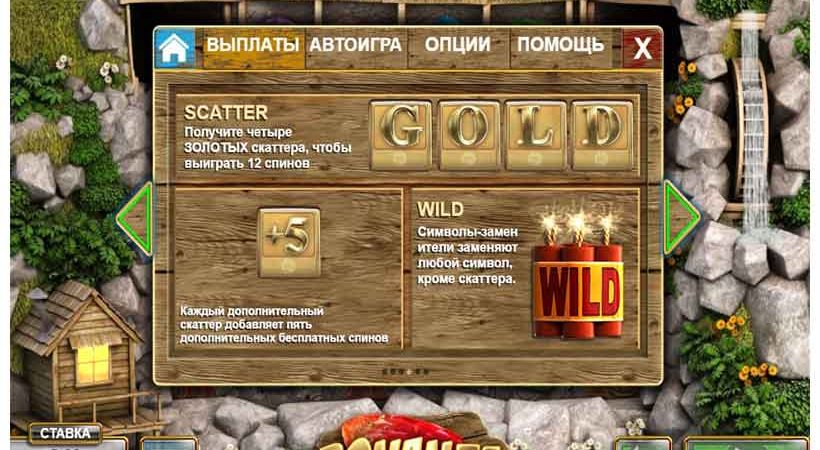 ВЫПЛАТЫ АВТОИГРА ОПЦИИ ПОМОЩЬ X
SCATTER
Получите четыре
ЗОЛОТЫХ скаттера, чтобы
выиграть 12 спинов
G O L D
+5
Каждый дополнительный
скаттер добавляет пять
дополнительных бесплатных спинов
WILD
Символы-замен
ители заменяют
любой символ,
кроме скаттера.
WILD
СТАВКА